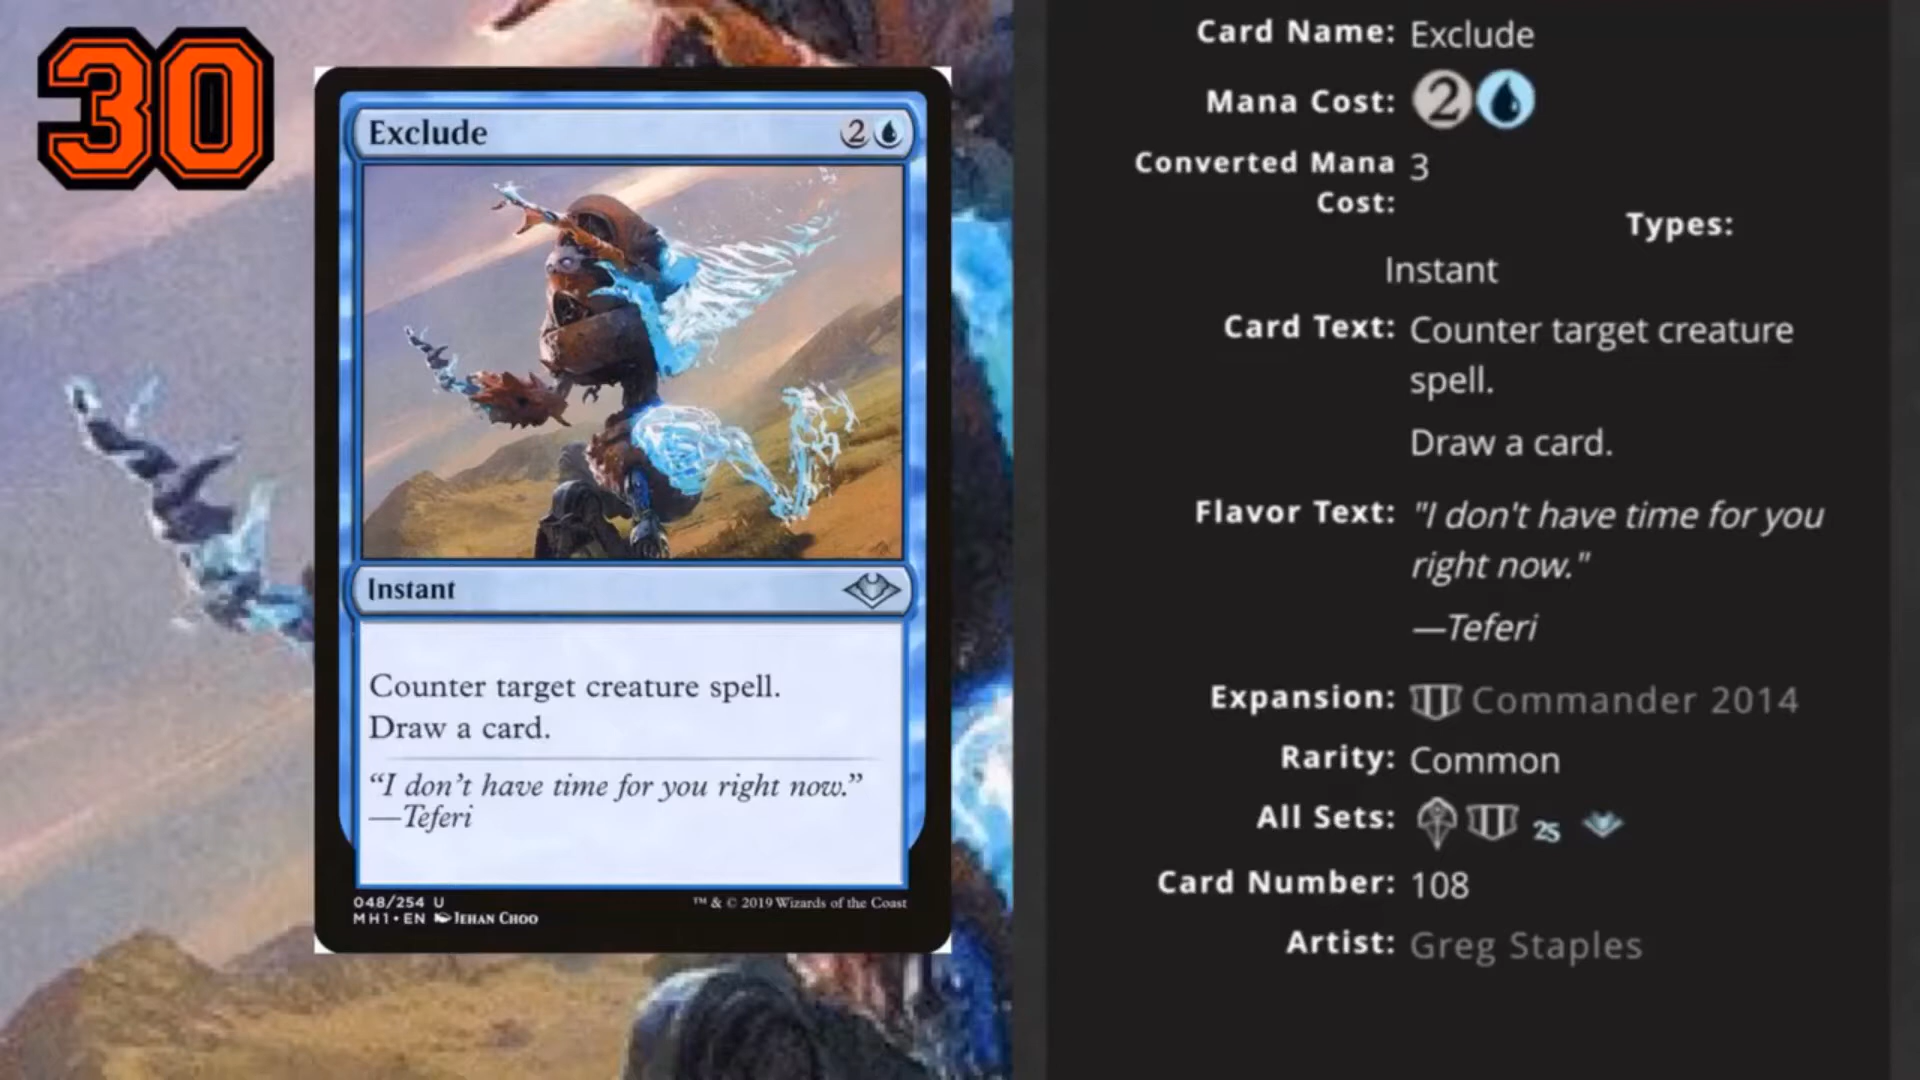 30
Exclude 2
Instant
Counter target creature spell.
Draw a card.
“I don’t have time for you right now.”
—Teferi
048/254 U
MH1 • EN JEHAN CHOO
™ & © 2019 Wizards of the Coast
Card Name: Exclude
Mana Cost: 2
Converted Mana 3
Cost:
Types:
Instant
Card Text: Counter target creature
spell.
Draw a card.
Flavor Text: "I don't have time for you
right now."
—Teferi
Expansion: Commander 2014
Rarity: Common
All Sets: 25
Card Number: 108
Artist: Greg Staples